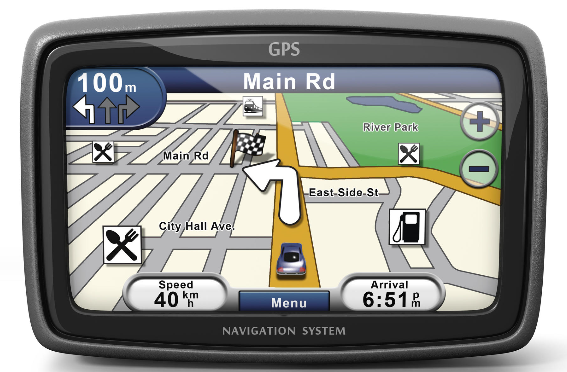 GPS
100m
Main Rd
River Park
+
Main Rd
−
East Side St
City Hall Ave.
Speed
40 km/h
Arrival
6:51 pm
Menu
NAVIGATION SYSTEM